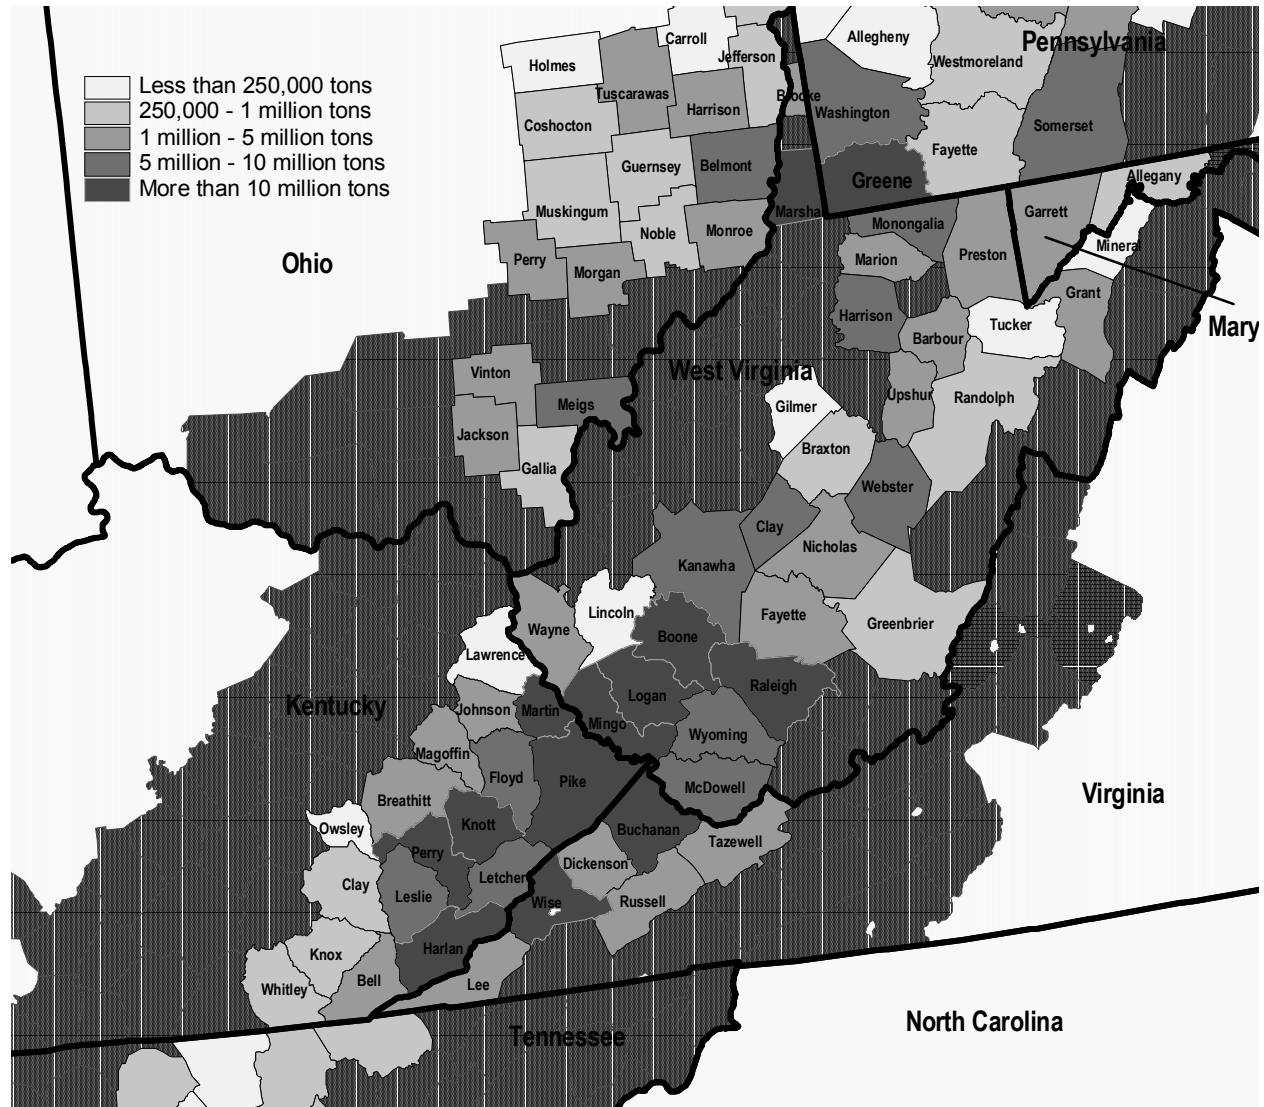 Less than 250,000 tons
250,000 - 1 million tons
1 million - 5 million tons
5 million - 10 million tons
More than 10 million tons
Carroll
Allegheny
Pennsylvania
Holmes
Jefferson
Westmoreland
Tuscarawas
Brooke
Coshocton
Harrison
Washington
Somerset
Guernsey
Belmont
Fayette
Greene
Allegany
Muskingum
Marsha
Garrett
Noble
Monroe
Monongalia
Mineral
Ohio
Perry
Morgan
Marion
Preston
Grant
Harrison
Barbour
Tucker
Mary
Vinton
West Virginia
Meigs
Gilmer
Upshur
Randolph
Jackson
Braxton
Gallia
Webster
Clay
Nicholas
Kanawha
Lincoln
Fayette
Greenbrier
Wayne
Boone
Lawrence
Raleigh
Logan
Kentucky
Johnson
Martin
Mingo
Wyoming
Magoffin
Floyd
Pike
McDowell
Virginia
Breathitt
Owsley
Knott
Buchanan
Tazewell
Perry
Dickenson
Clay
Leslie
Letcher
Wise
Russell
Knox
Harlan
Whitley
Bell
Lee
Tennessee
North Carolina